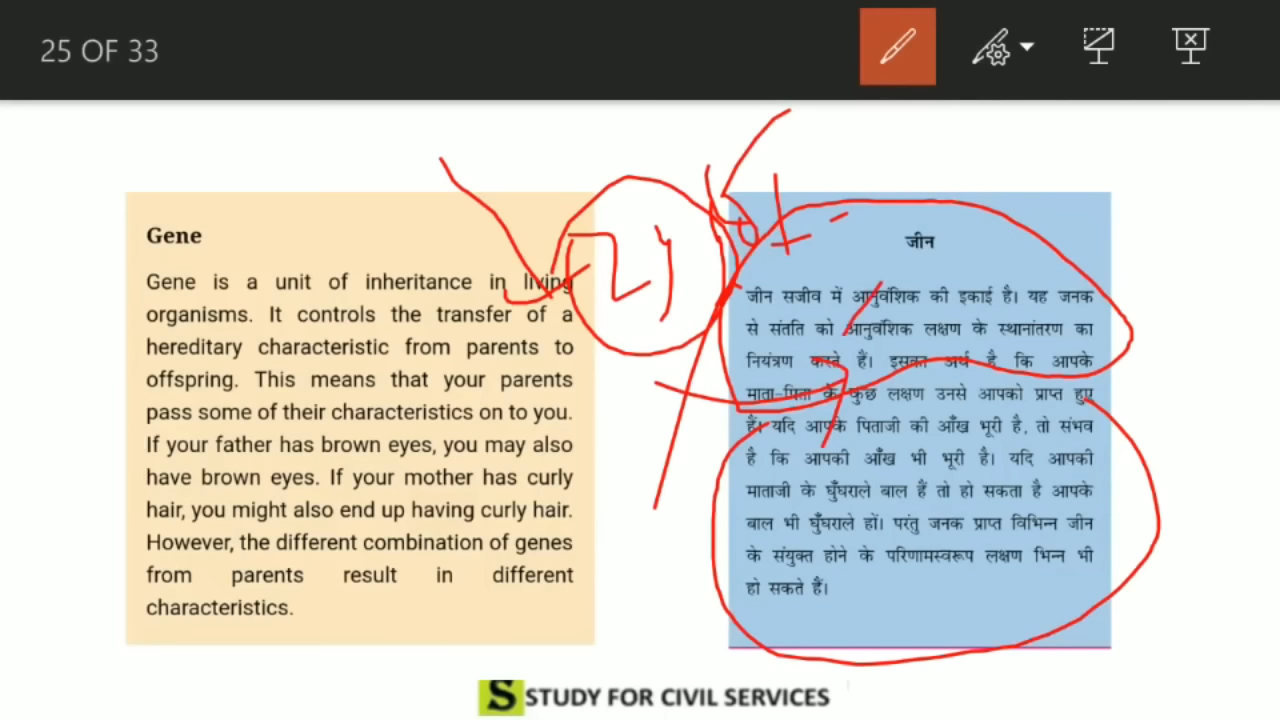 25 OF 33
Gene
Gene is a unit of inheritance in living
organisms. It controls the transfer of a
hereditary characteristic from parents to
offspring. This means that your parents
pass some of their characteristics on to you.
If your father has brown eyes, you may also
have brown eyes. If your mother has curly
hair, you might also end up having curly hair.
However, the different combination of genes
from parents result in different
characteristics.
जीन
जीन सजीव में आनुवंशिक की इकाई है। यह जनक
से संतति को आनुवंशिक लक्षण के स्थानांतरण का
नियंत्रण करते हैं। इसका अर्थ है कि आपके
माता-पिता के कुछ लक्षण उनसे आपको प्राप्त हुए
हैं। यदि आपके पिताजी की आँख भूरी है, तो संभव
है कि आपकी आँख भी भूरी है। यदि आपकी
माताजी के घुँघराले बाल हैं तो हो सकता है आपके
बाल भी घुँघराले हों। परंतु जनक प्राप्त विभिन्न जीन
के संयुक्त होने के परिणामस्वरूप लक्षण भिन्न भी
हो सकते हैं।
S STUDY FOR CIVIL SERVICES